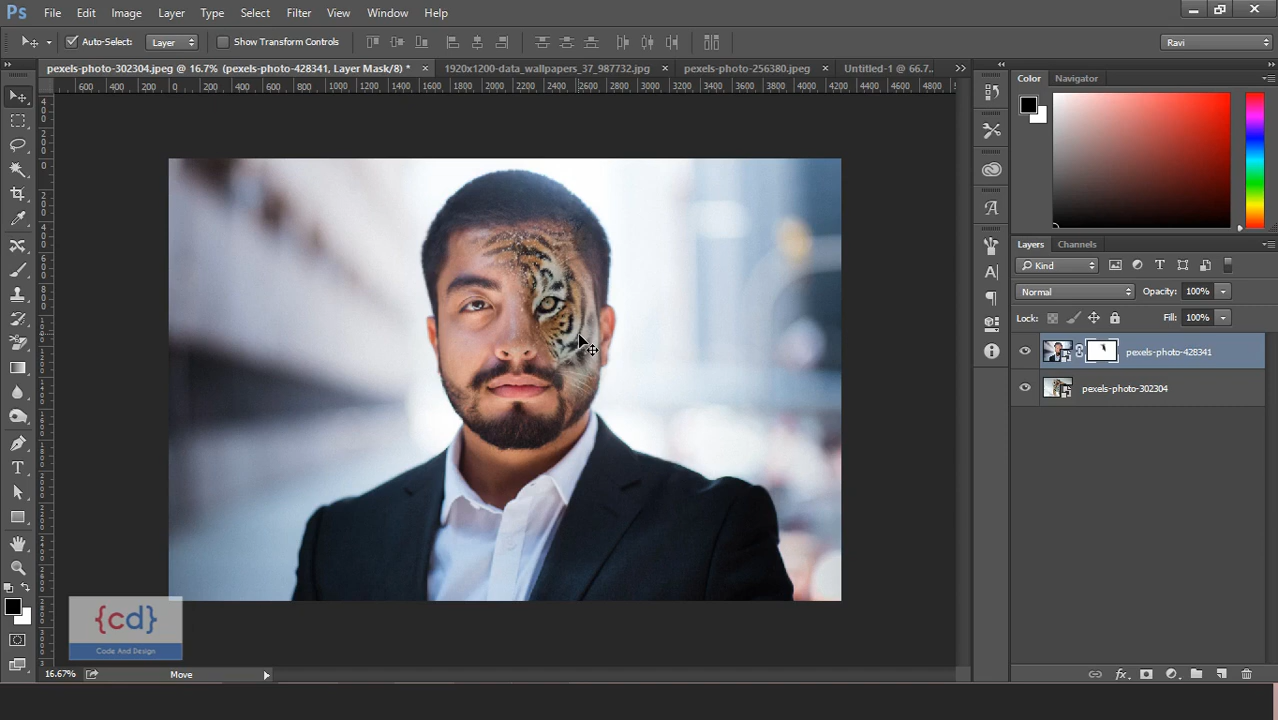 Ps File Edit Image Layer Type Select Filter View Window Help
Auto-Select: Layer Show Transform Controls Ravi
pexels-photo-302304.jpeg @ 16.7% (pexels-photo-428341, Layer Mask/8) * × 1920x1200-data_wallpapers_37_987732.jpg × pexels-photo-256380.jpeg × Untitled-1 @ 66.7...
600 400 200 0 200 400 600 800 1000 1200 1400 1600 1800 2000 2200 2400 2600 2800 3000 3200 3400 3600 3800 4000 4200 4400 4600 4800
Color Navigator
Layers Channels
Kind
Normal Opacity: 100%
Lock: Fill: 100%
pexels-photo-428341
pexels-photo-302304
{cd}
Code And Design
16.67% Move